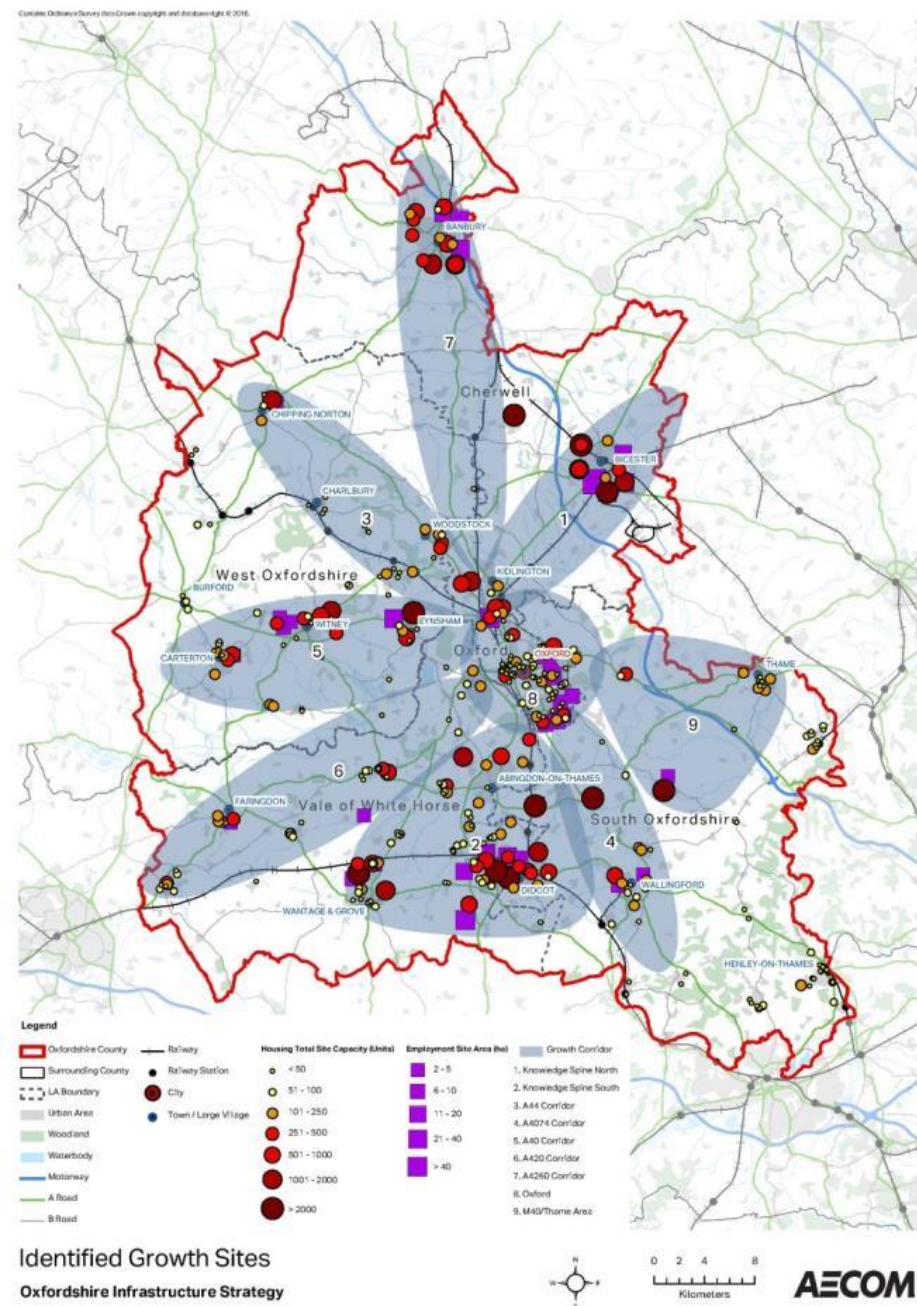 Contains Ordnance Survey data Crown copyright and database right © 2016.
BANBURY
7
Cherwell
CHIPPING NORTON
BICESTER
CHARLBURY
3
WOODSTOCK
1
KIDLINGTON
West Oxfordshire
BURFORD
WITNEY
EYNSHAM
5
Oxford
OXFORD
CARTERTON
THAME
8
9
6
ABINGDON-ON-THAMES
FARINGDON
Vale of White Horse
South Oxfordshire
2
4
DIDCOT
WALLINGFORD
WANTAGE & GROVE
HENLEY-ON-THAMES
Legend
Oxfordshire County
Surrounding County
LA Boundary
Urban Area
Woodland
Waterbody
Motorway
A Road
B Road
Railway
Railway Station
City
Town / Large Village
Housing Total Site Capacity (Units)
< 50
51 - 100
101 - 250
251 - 500
501 - 1000
1001 - 2000
> 2000
Employment Site Area (ha)
2 - 5
6 - 10
11 - 20
21 - 40
> 40
Growth Corridor
1. Knowledge Spine North
2. Knowledge Spine South
3. A44 Corridor
4. A4074 Corridor
5. A40 Corridor
6. A420 Corridor
7. A4260 Corridor
8. Oxford
9. M40/Thame Area
Identified Growth Sites
Oxfordshire Infrastructure Strategy
N
W E
S
0 2 4 8
Kilometers
AECOM